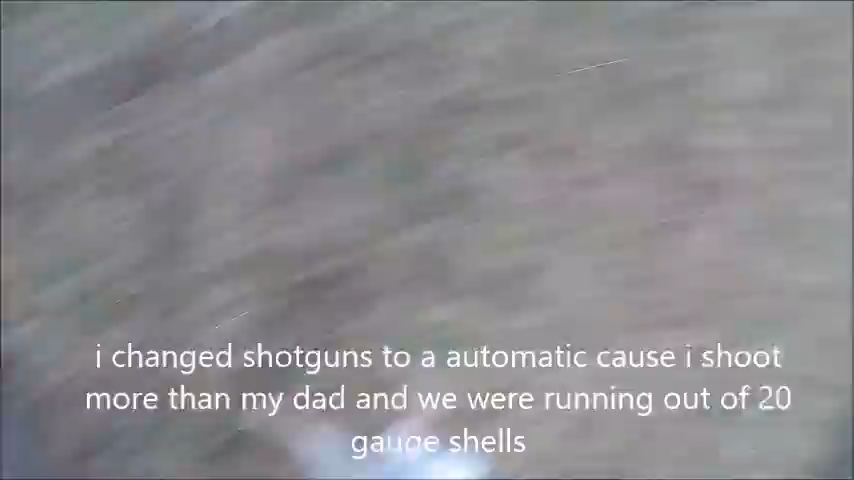 i changed shotguns to a automatic cause i shoot
more than my dad and we were running out of 20
gauge shells